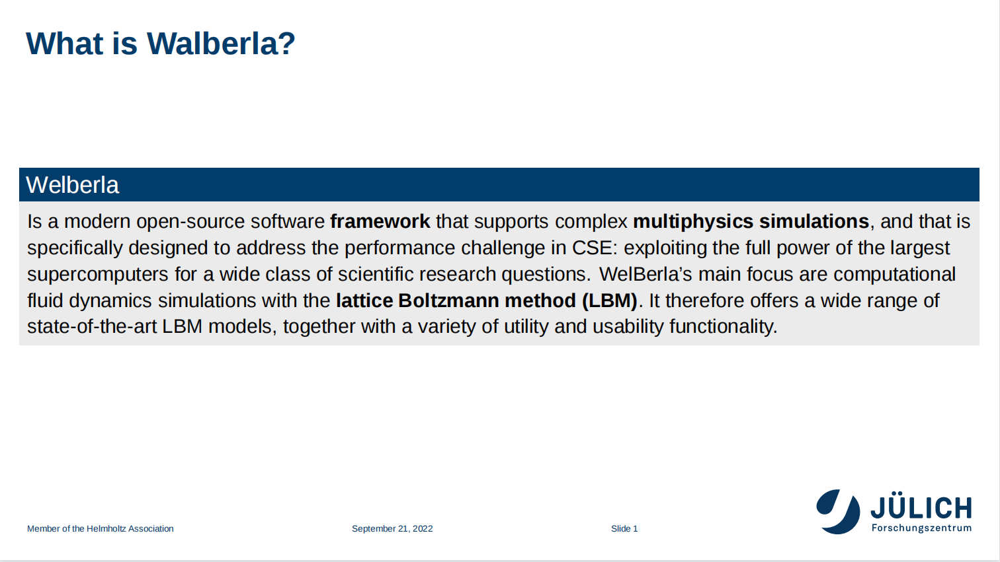 What is Walberla?
Welberla
Is a modern open-source software framework that supports complex multiphysics simulations, and that is
specifically designed to address the performance challenge in CSE: exploiting the full power of the largest
supercomputers for a wide class of scientific research questions. WelBerla’s main focus are computational
fluid dynamics simulations with the lattice Boltzmann method (LBM). It therefore offers a wide range of
state-of-the-art LBM models, together with a variety of utility and usability functionality.
Member of the Helmholtz Association
September 21, 2022
Slide 1
JÜLICH
Forschungszentrum